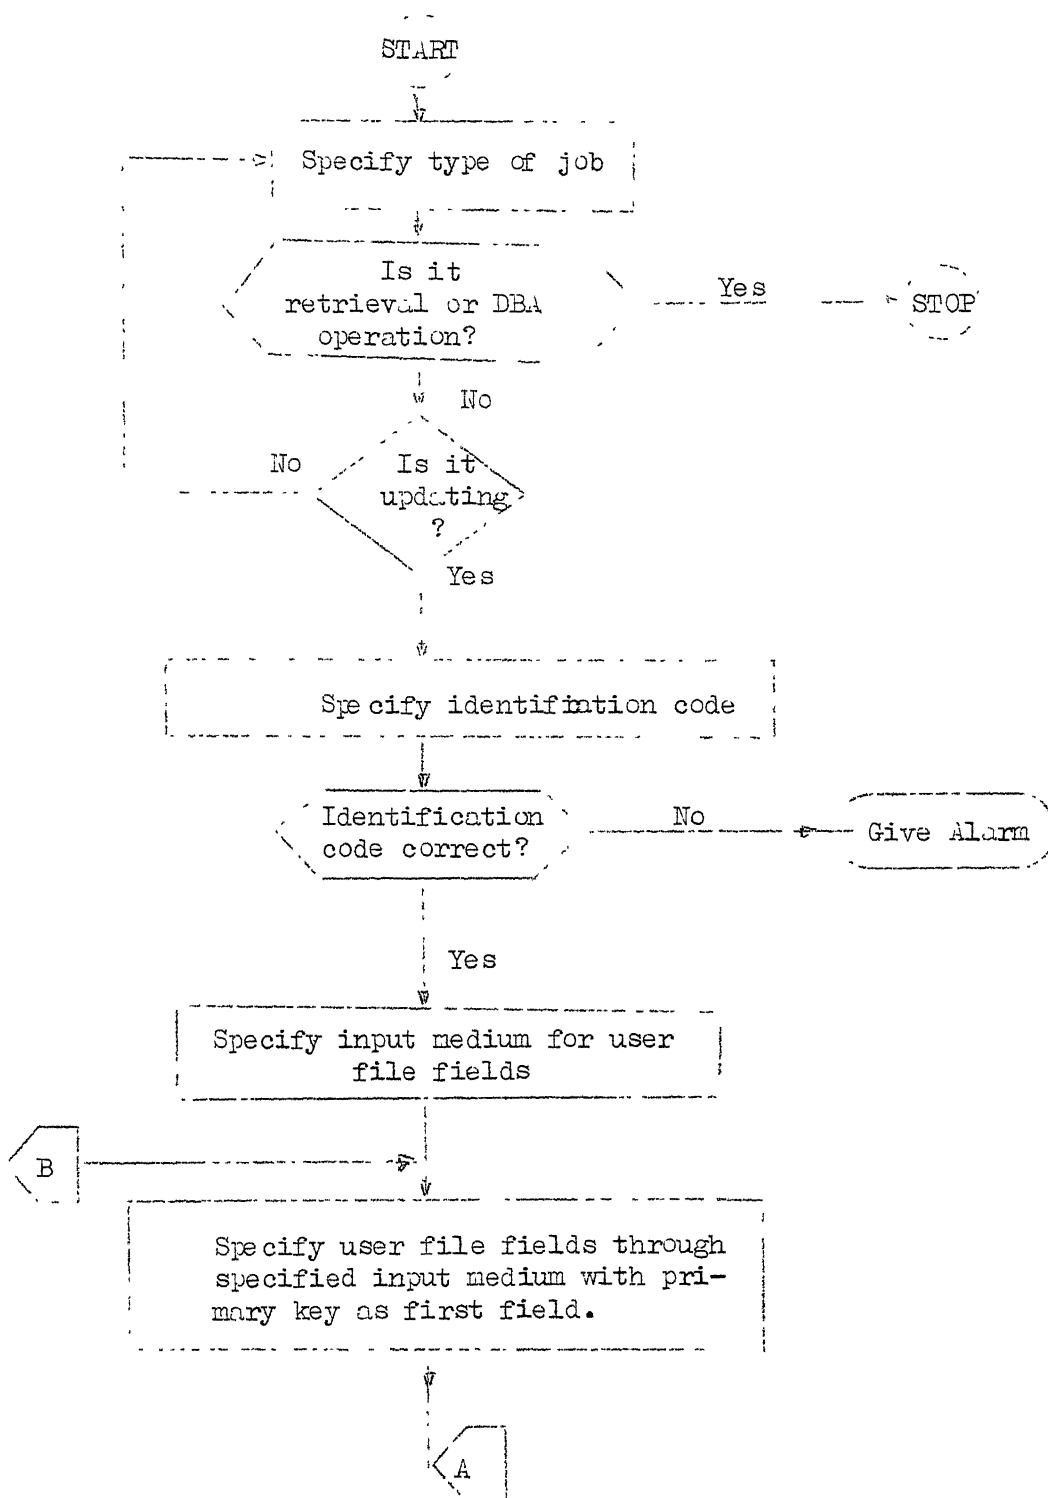 START
Specify type of job
Is it
retrieval or DBA
operation?
Yes
STOP
No
No
Is it
updating
?
Yes
Specify identifintion code
Identification
code correct?
No
Give Alarm
Yes
Specify input medium for user
file fields
B
Specify user file fields through
specified input medium with pri-
mary key as first field.
A